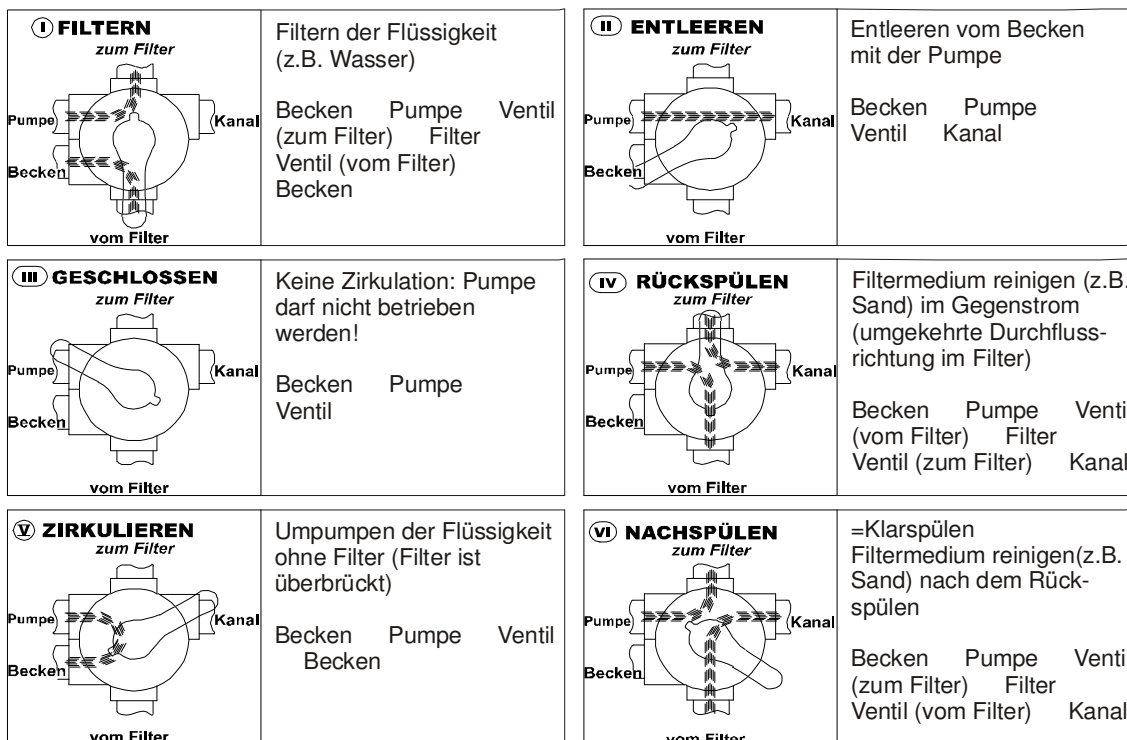 I FILTERN
zum Filter
Pumpe
Kanal
Becken
vom Filter
Filtern der Flüssigkeit
(z.B. Wasser)
Becken Pumpe Ventil
(zum Filter) Filter
Ventil (vom Filter)
Becken
II ENTLEEREN
zum Filter
Pumpe
Kanal
Becken
vom Filter
Entleeren vom Becken
mit der Pumpe
Becken Pumpe
Ventil Kanal
III GESCHLOSSEN
zum Filter
Pumpe
Kanal
Becken
vom Filter
Keine Zirkulation: Pumpe
darf nicht betrieben
werden!
Becken Pumpe
Ventil
IV RÜCKSPÜLEN
zum Filter
Pumpe
Kanal
Becken
vom Filter
Filtermedium reinigen (z.B.
Sand) im Gegenstrom
(umgekehrte Durchfluss-
richtung im Filter)
Becken Pumpe Venti
(vom Filter) Filter
Ventil (zum Filter) Kanal
V ZIRKULIEREN
zum Filter
Pumpe
Kanal
Becken
vom Filter
Umpumpen der Flüssigkeit
ohne Filter (Filter ist
überbrückt)
Becken Pumpe Ventil
Becken
VI NACHSPÜLEN
zum Filter
Pumpe
Kanal
Becken
vom Filter
=Klarspülen
Filtermedium reinigen(z.B.
Sand) nach dem Rück-
spülen
Becken Pumpe Venti
(zum Filter) Filter
Ventil (vom Filter) Kanal